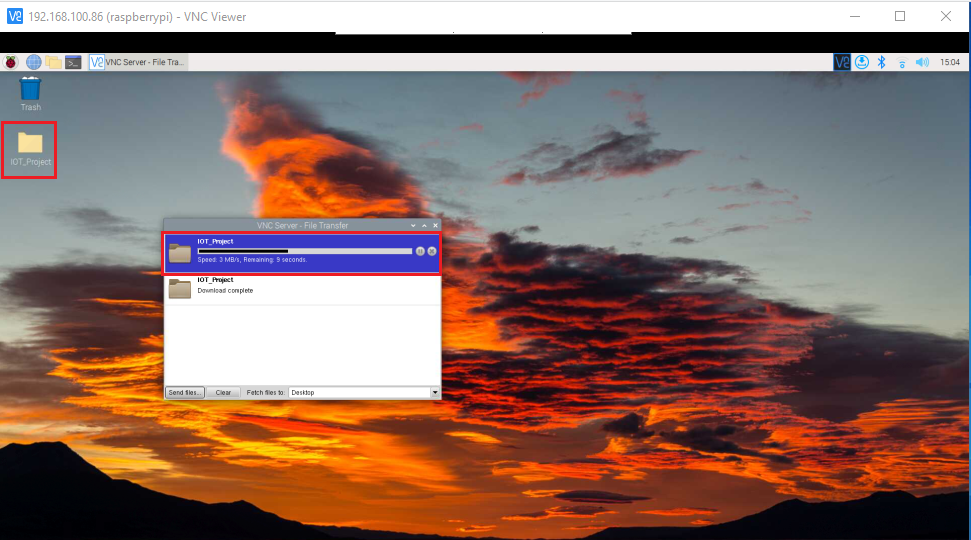 192.168.100.86 (raspberrypi) - VNC Viewer
VNC Server - File Tra...
15:04
Trash
IOT_Project
VNC Server - File Transfer
IOT_Project
Speed: 3 MB/s, Remaining: 9 seconds.
IOT_Project
Download complete
Send files... Clear Fetch files to: Desktop